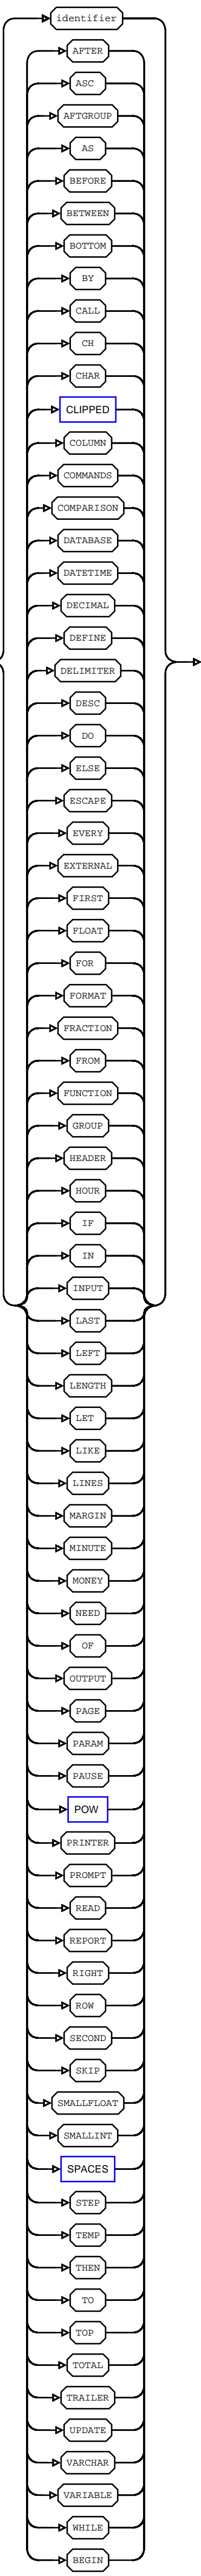 identifier
AFTER
ASC
AFTGROUP
AS
BEFORE
BETWEEN
BOTTOM
BY
CALL
CH
CHAR
CLIPPED
COLUMN
COMMANDS
COMPARISON
DATABASE
DATETIME
DECIMAL
DEFINE
DELIMITER
DESC
DO
ELSE
ESCAPE
EVERY
EXTERNAL
FIRST
FLOAT
FOR
FORMAT
FRACTION
FROM
FUNCTION
GROUP
HEADER
HOUR
IF
IN
INPUT
LAST
LEFT
LENGTH
LET
LIKE
LINES
MARGIN
MINUTE
MONEY
NEED
OF
OUTPUT
PAGE
PARAM
PAUSE
POW
PRINTER
PROMPT
READ
REPORT
RIGHT
ROW
SECOND
SKIP
SMALLFLOAT
SMALLINT
SPACES
STEP
TEMP
THEN
TO
TOP
TOTAL
TRAILER
UPDATE
VARCHAR
VARIABLE
WHILE
BEGIN